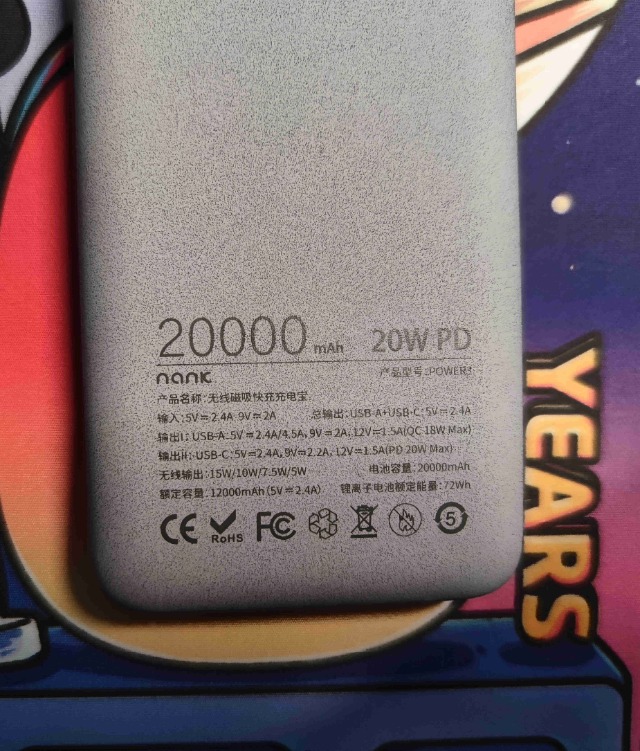 20000 mAh 20W PD
nank 产品型号:POWER3
产品名称:无线磁吸快充充电宝
输入:5V⎓2.4A 9V⎓2A 总输出:USB-A+USB-C:5V⎓2.4A
输出I:USB-A:5V⎓2.4A/4.5A,9V⎓2A,12V⎓1.5A(QC 18W Max)
输出ii:USB-C:5V⎓2.4A,9V⎓2.2A,12V⎓1.5A(PD 20W Max)
无线输出:15W/10W/7.5W/5W 电池容量:20000mAh
额定容量:12000mAh(5V⎓2.4A) 锂离子电池额定能量:72Wh
CE RoHS FC 5
YEARS